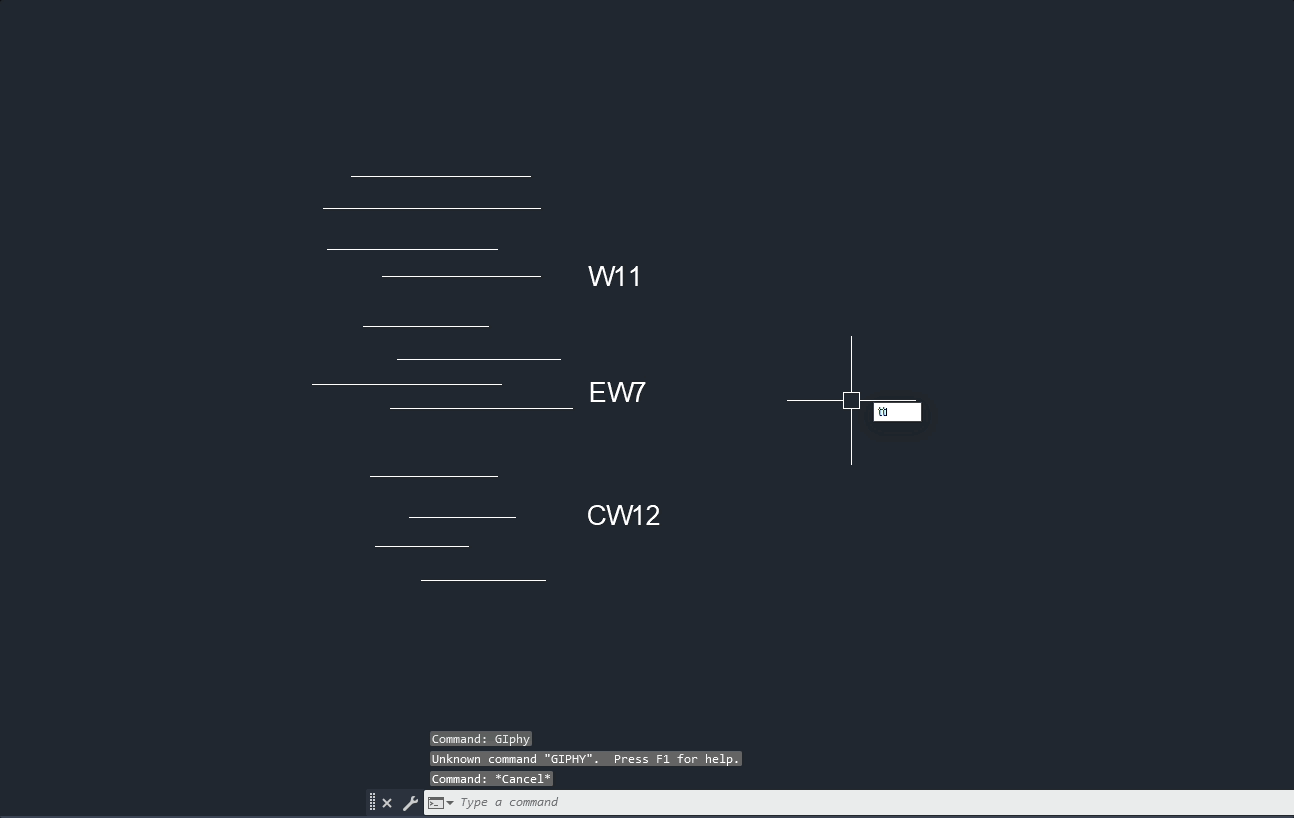 W11
EW7
CW12
Command: GIphy
Unknown command "GIPHY".  Press F1 for help.
Command: *Cancel*
Type a command